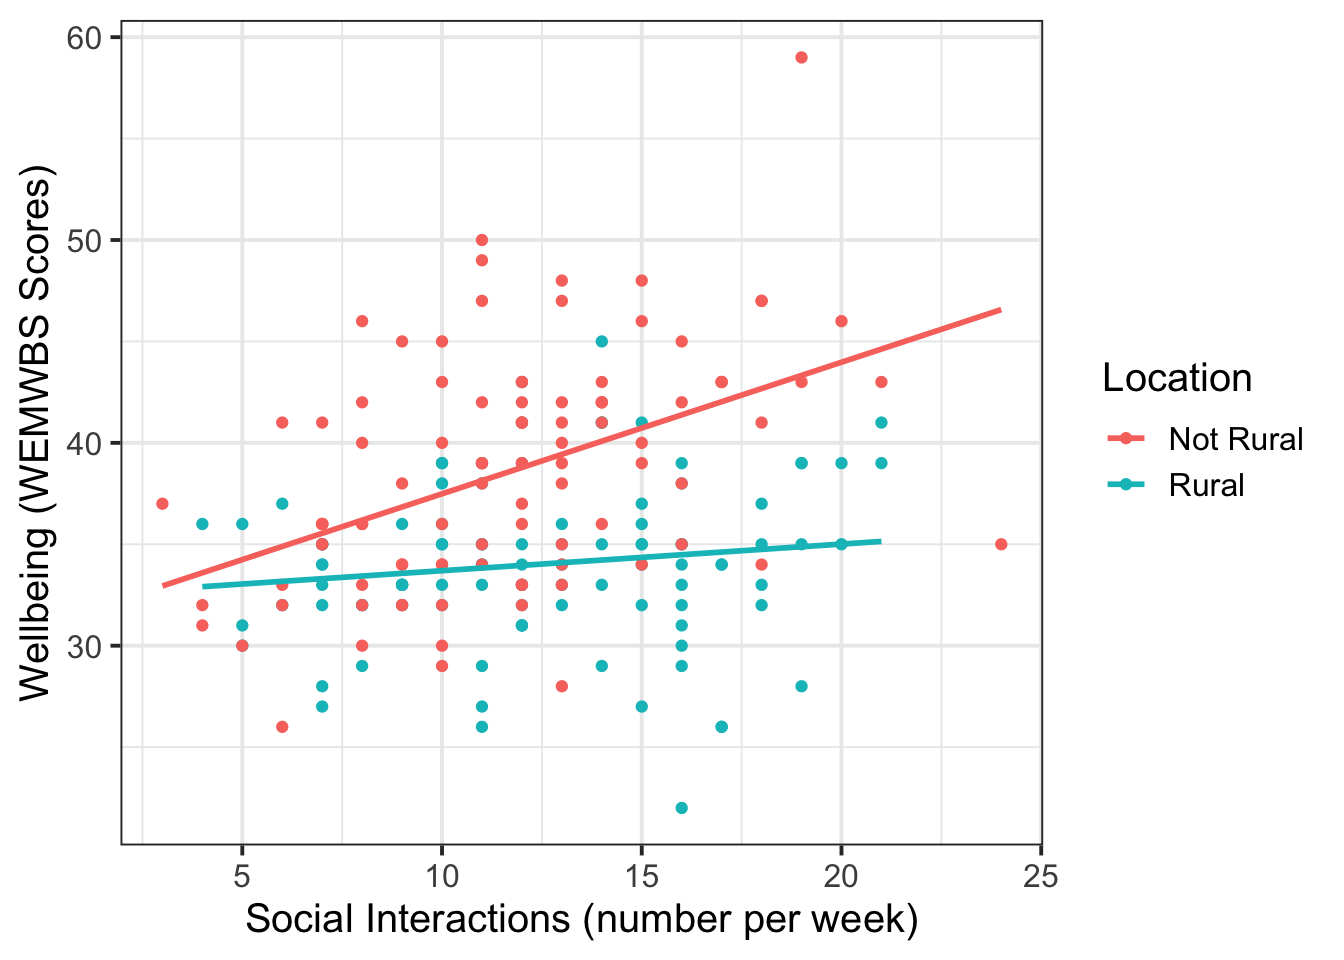 60
50
40
30
Wellbeing (WEMWBS Scores)
5 10 15 20 25
Social Interactions (number per week)
Location
Not Rural
Rural